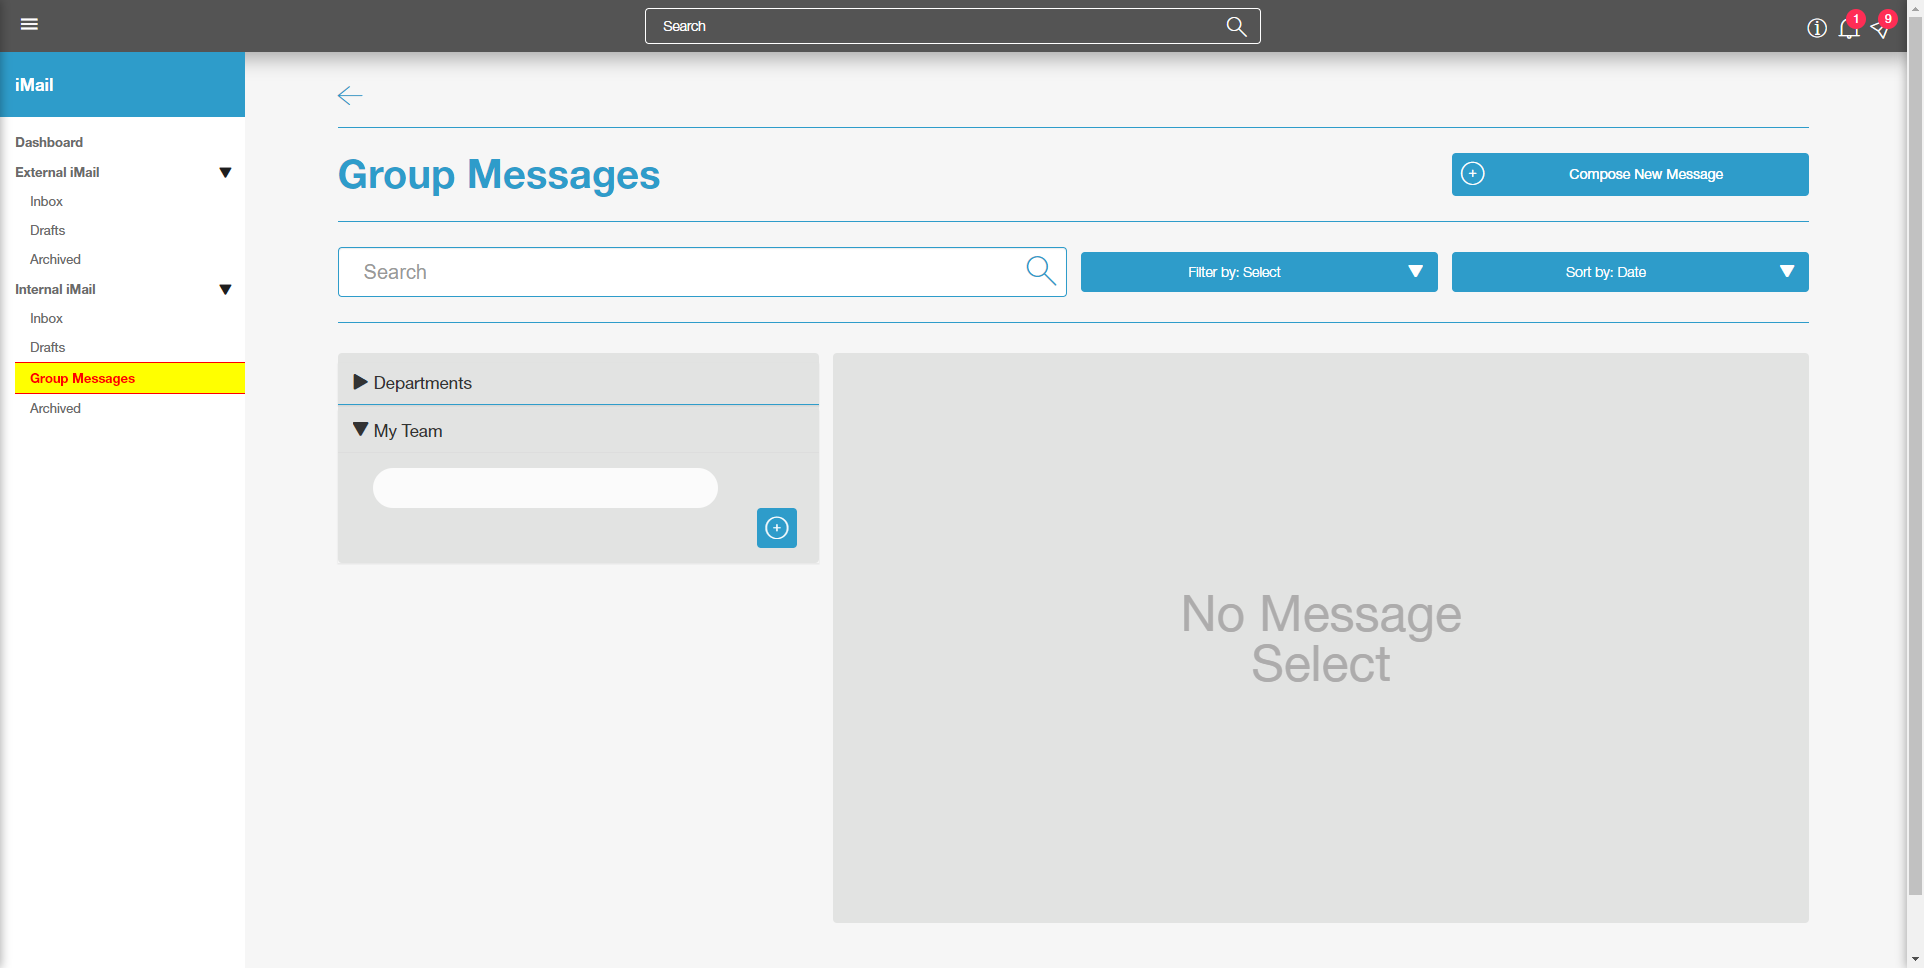 Search
1
9
iMail
Dashboard
External iMail
Inbox
Drafts
Archived
Internal iMail
Inbox
Drafts
Group Messages
Archived
Group Messages
Compose New Message
Search
Filter by: Select
Sort by: Date
Departments
My Team
No Message
Select